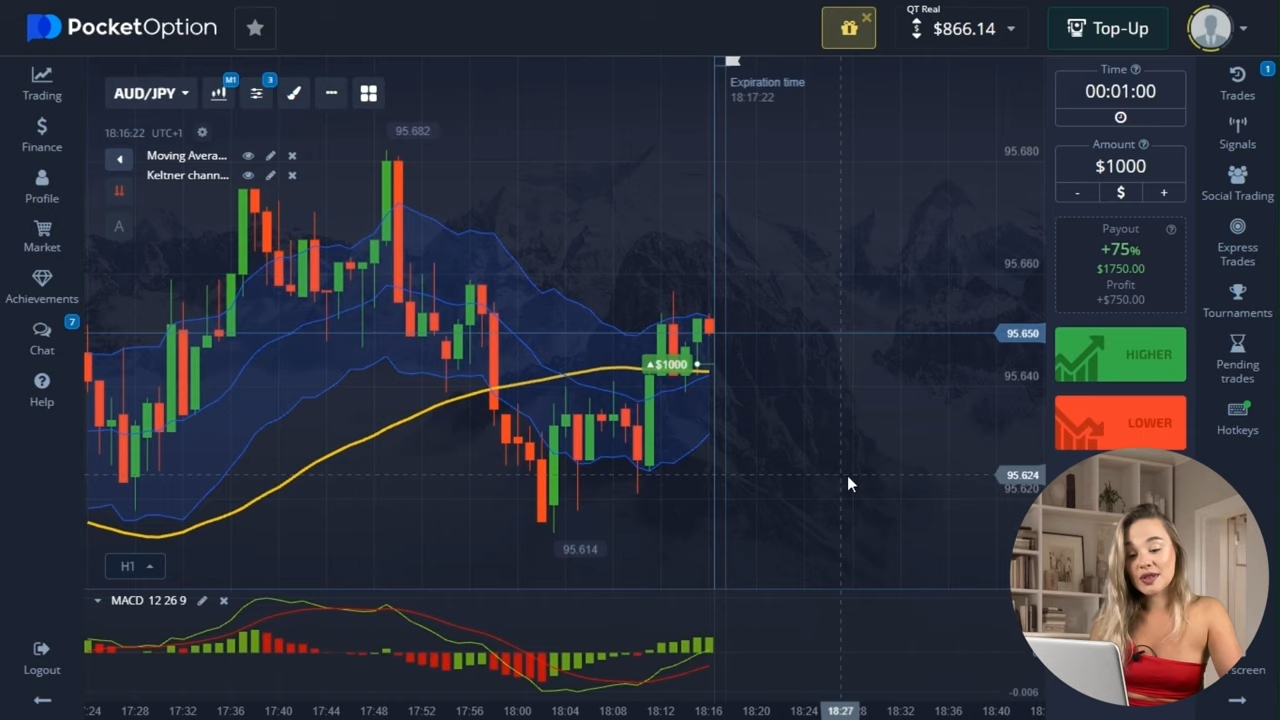 PocketOption
QT Real
$866.14
Top-Up
Trading
Finance
Profile
Market
Achievements
7
Chat
Help
Logout
AUD/JPY
M1
3
18:16:22 UTC+1
Moving Avera...
Keltner chann...
A
95.682
95.614
▲$1000
Expiration time
18:17:22
95.680
95.660
95.650
95.640
95.624
95.620
H1
MACD 12 26 9
-0.006
17:28
17:32
17:36
17:40
17:44
17:48
17:52
17:56
18:00
18:04
18:08
18:12
18:16
18:20
18:24
18:27
18:32
18:36
18:40
Time
00:01:00
Amount
$1000
- $ +
Payout
+75%
$1750.00
Profit
+$750.00
HIGHER
LOWER
1
Trades
Signals
Social Trading
Express
Trades
Tournaments
Pending
trades
Hotkeys